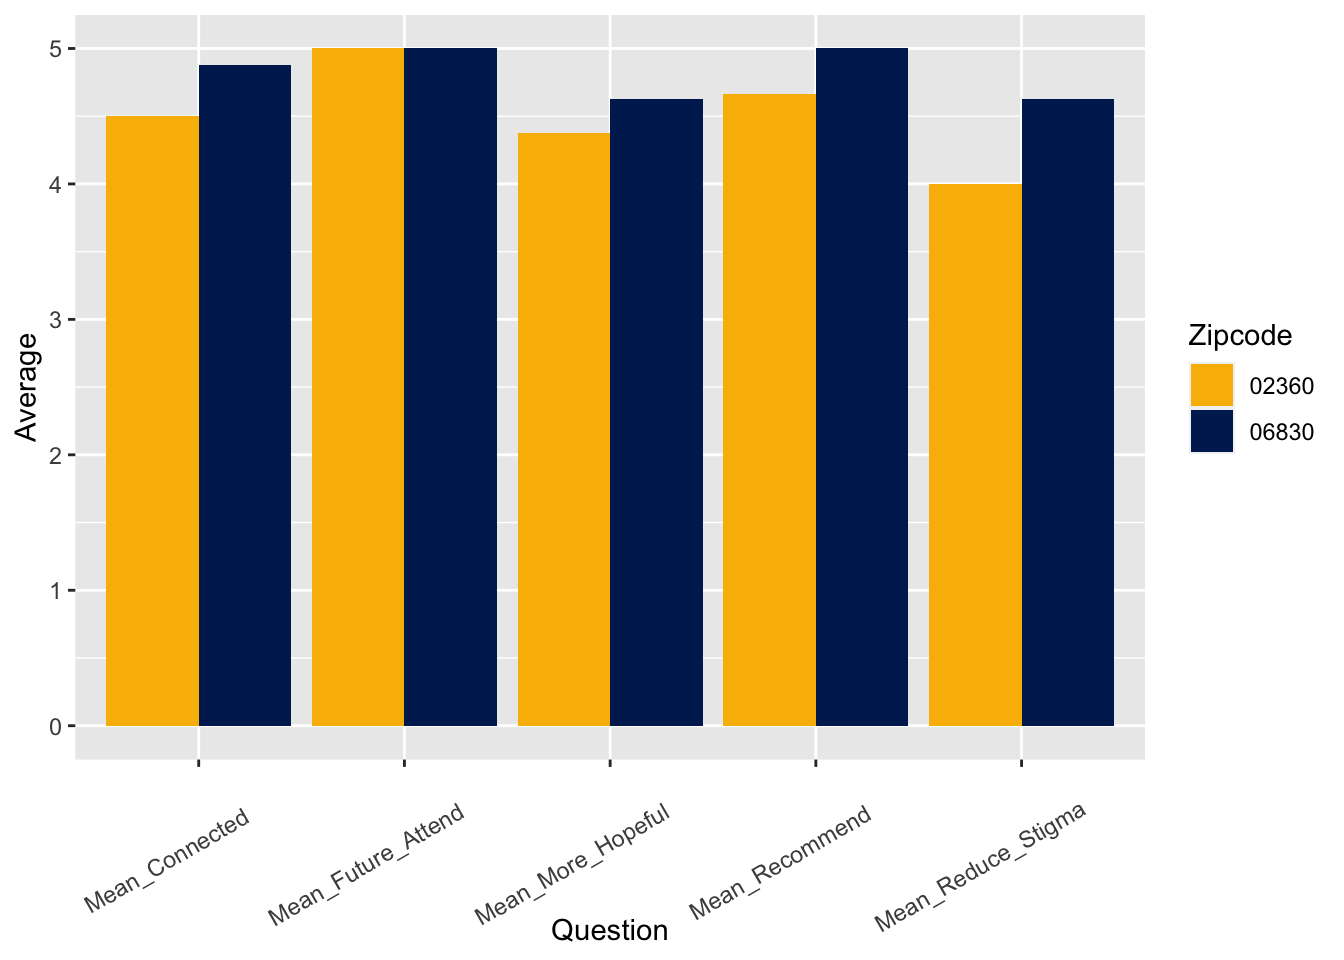 5
4
3
2
1
0
Average
Mean_Connected
Mean_Future_Attend
Mean_More_Hopeful
Mean_Recommend
Mean_Reduce_Stigma
Question
Zipcode
02360
06830